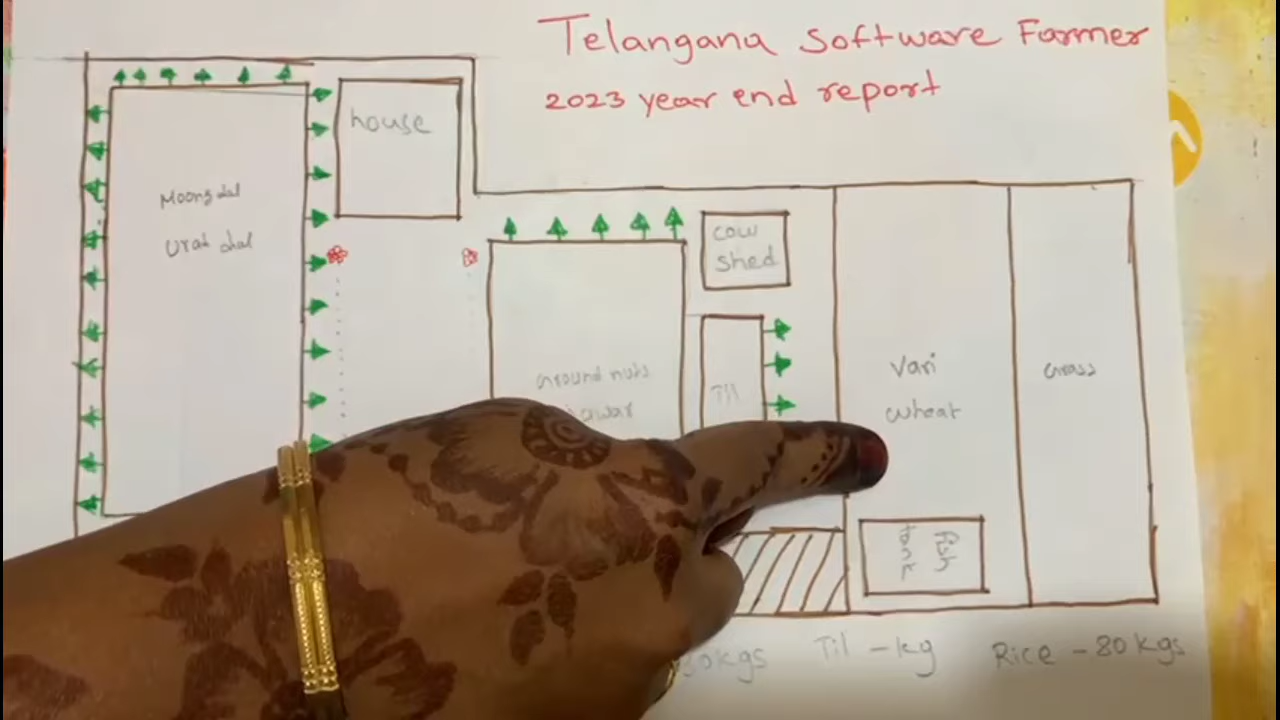 Telangana Software Farmer
2023 year end report
house
Moong dal
Urad dal
cow
shed
Ground nuts
Til
Vari
wheat
Grass
Fish
Tank
Til - kg
Rice - 80 kgs